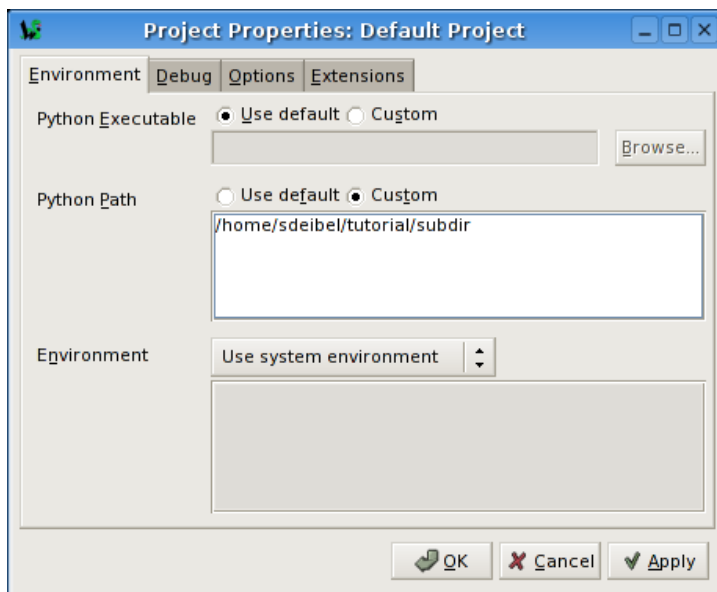 Project Properties: Default Project
Environment Debug Options Extensions
Python Executable Use default Custom
Browse...
Python Path Use default Custom
/home/sdeibel/tutorial/subdir
Environment Use system environment
OK Cancel Apply